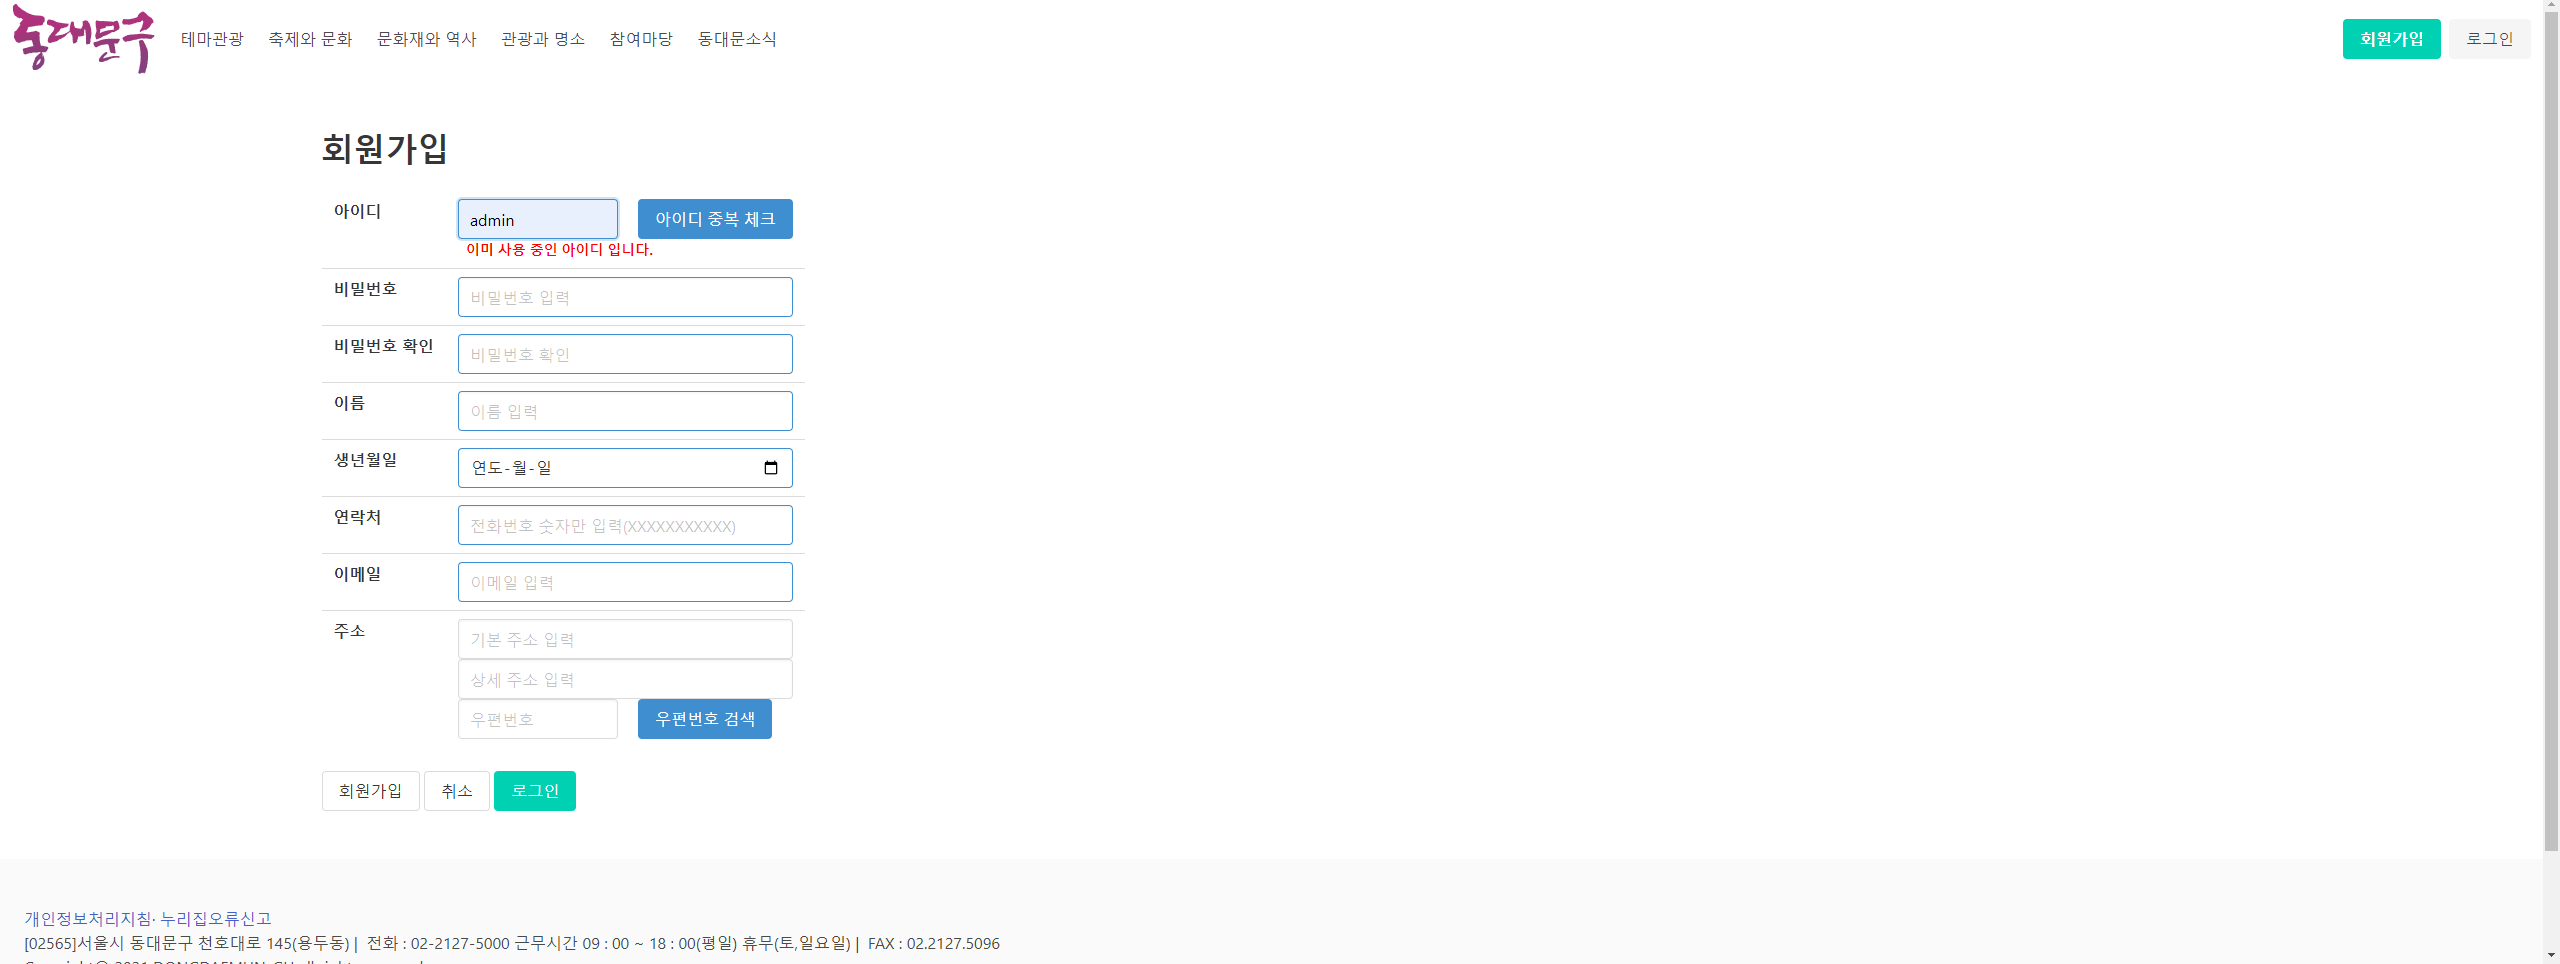 동대문구 테마관광 축제와 문화 문화재와 역사 관광과 명소 참여마당 동대문소식 회원가입 로그인
회원가입
아이디 admin 아이디 중복 체크
이미 사용 중인 아이디 입니다.
비밀번호 비밀번호 입력
비밀번호 확인 비밀번호 확인
이름 이름 입력
생년월일 연도-월-일
연락처 전화번호 숫자만 입력(XXXXXXXXXXX)
이메일 이메일 입력
주소 기본 주소 입력
상세 주소 입력
우편번호 우편번호 검색
회원가입 취소 로그인
개인정보처리지침· 누리집오류신고
[02565]서울시 동대문구 천호대로 145(용두동) | 전화 : 02-2127-5000 근무시간 09 : 00 ~ 18 : 00(평일) 휴무(토,일요일) | FAX : 02.2127.5096